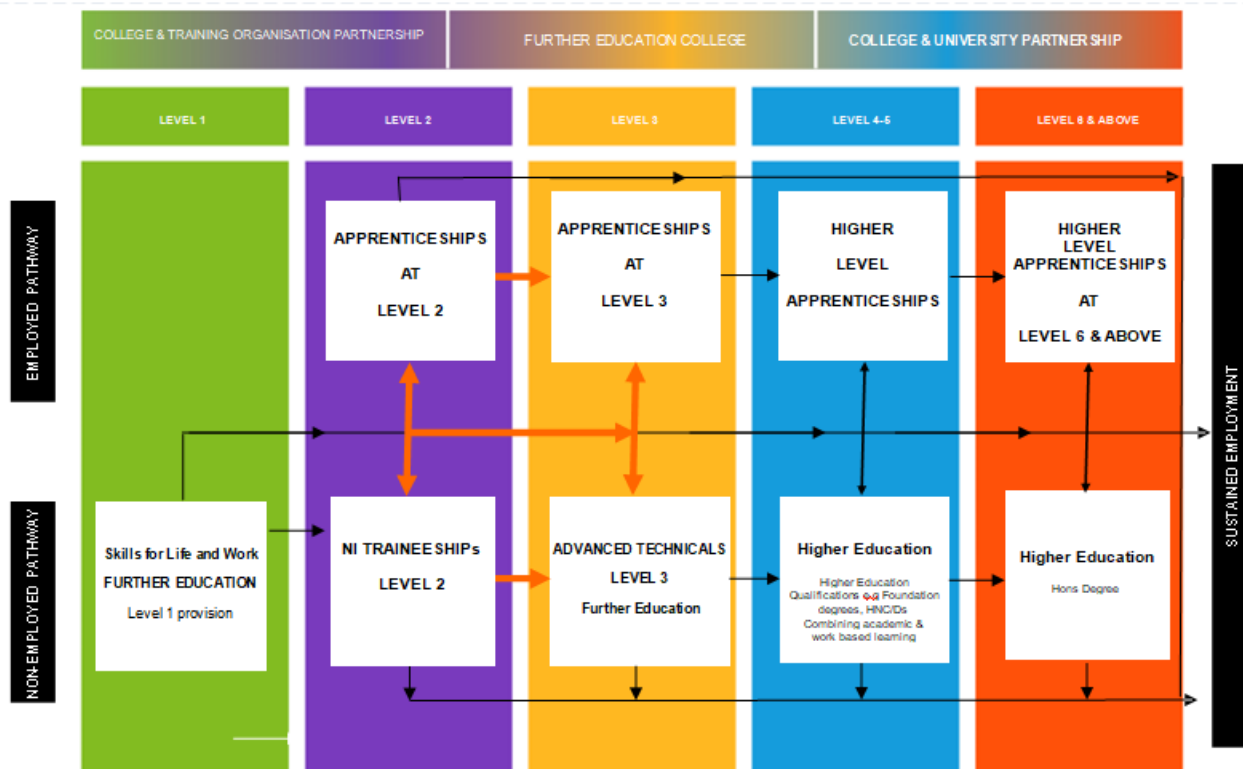 COLLEGE & TRAINING ORGANISATION PARTNERSHIP
FURTHER EDUCATION COLLEGE
COLLEGE & UNIVERSITY PARTNERSHIP
LEVEL 1
LEVEL 2
LEVEL 3
LEVEL 4-5
LEVEL 6 & ABOVE
EMPLOYED PATHWAY
APPRENTICESHIPS
AT
LEVEL 2
APPRENTICESHIPS
AT
LEVEL 3
HIGHER
LEVEL
APPRENTICESHIPS
HIGHER
LEVEL
APPRENTICESHIPS
AT
LEVEL 6 & ABOVE
NON-EMPLOYED PATHWAY
Skills for Life and Work
FURTHER EDUCATION
Level 1 provision
NI TRAINEESHIPs
LEVEL 2
ADVANCED TECHNICALS
LEVEL 3
Further Education
Higher Education
Higher Education
Qualifications e.g Foundation
degrees, HNC/Ds
Combining academic &
work based learning
Higher Education
Hons Degree
SUSTAINED EMPLOYMENT